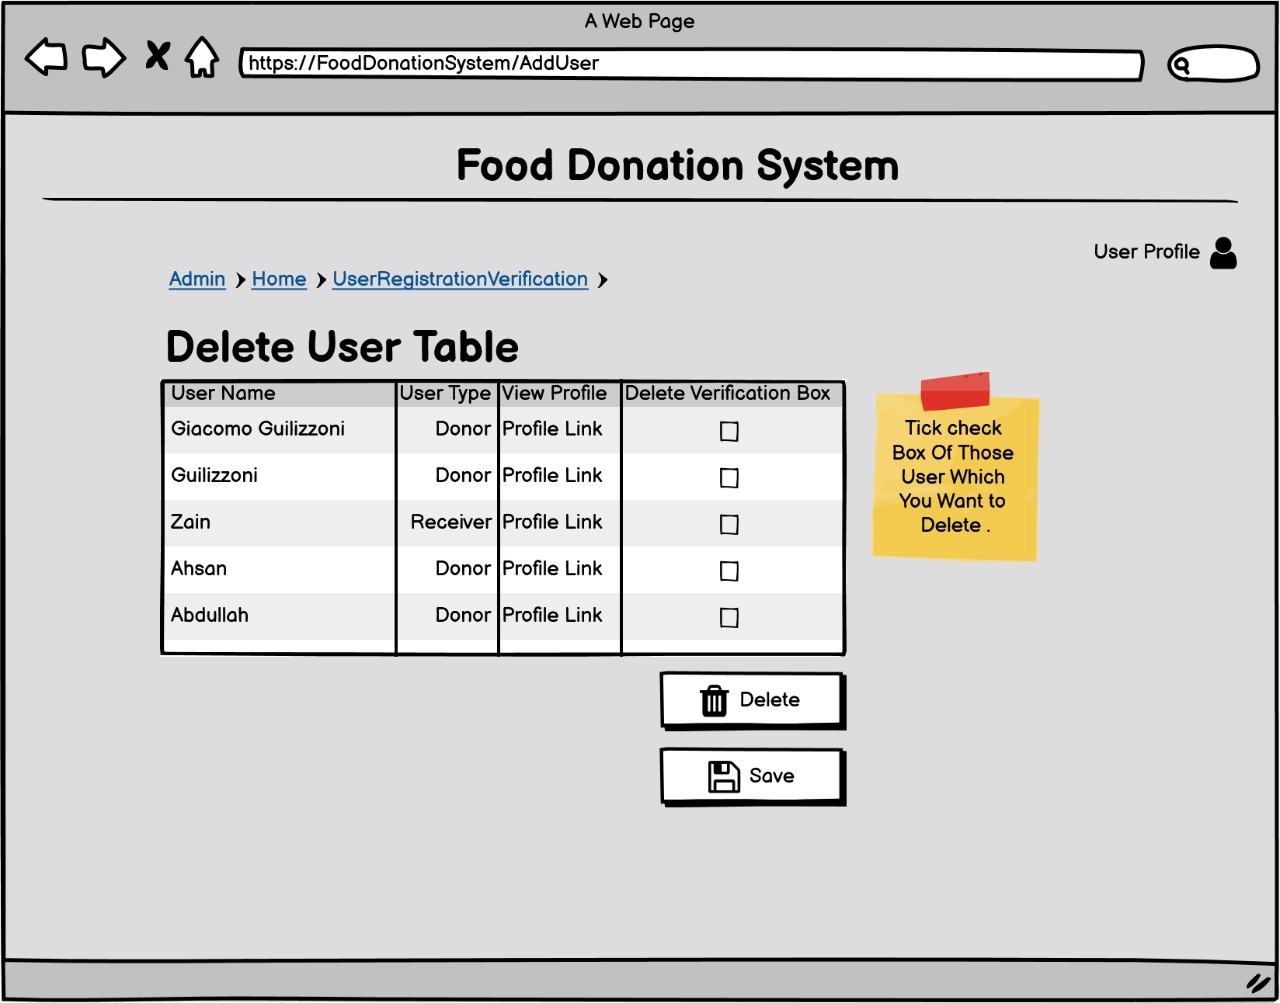 A Web Page
https://FoodDonationSystem/AddUser
Food Donation System
User Profile
Admin Home UserRegistrationVerification
Delete User Table
User Name User Type View Profile Delete Verification Box
Giacomo Guilizzoni Donor Profile Link
Guilizzoni Donor Profile Link
Zain Receiver Profile Link
Ahsan Donor Profile Link
Abdullah Donor Profile Link
Tick check
Box Of Those
User Which
You Want to
Delete .
Delete
Save